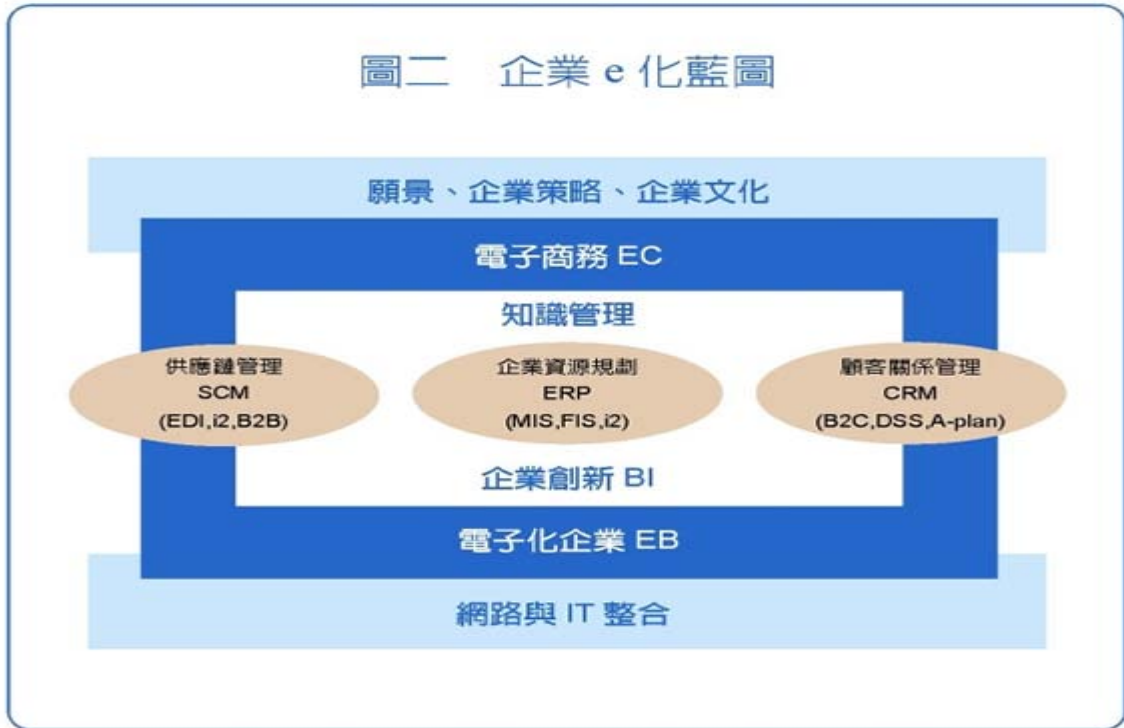 圖二 企業 e 化藍圖
願景、企業策略、企業文化
電子商務 EC
知識管理
供應鏈管理
SCM
(EDI,i2,B2B)
企業資源規劃
ERP
(MIS,FIS,i2)
顧客關係管理
CRM
(B2C,DSS,A-plan)
企業創新 BI
電子化企業 EB
網路與 IT 整合